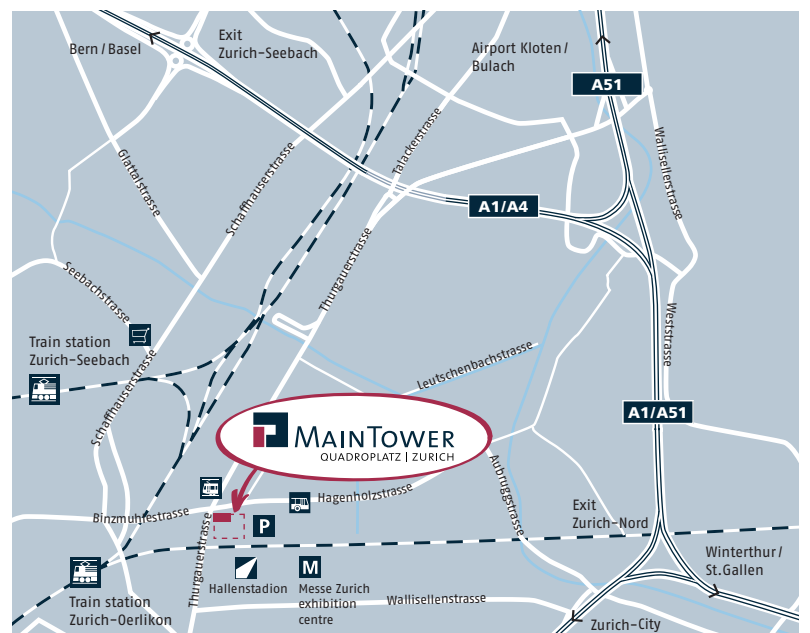 Bern / Basel
Exit
Zurich-Seebach
Airport Kloten /
Bulach
A51
Glattalstrasse
Schaffhauserstrasse
Talackerstrasse
Wallisellerstrasse
A1/A4
Thurgauerstrasse
Seebachstrasse
Train station
Zurich-Seebach
Schaffhauserstrasse
Leutschenbachstrasse
Weststrasse
A1/A51
MAINTOWER
QUADROPLATZ | ZURICH
Aubruggstrasse
Hagenholzstrasse
Binzmuhlestrasse
Thurgauerstrasse
P
Exit
Zurich-Nord
Winterthur /
St.Gallen
Hallenstadion
M
Messe Zurich
exhibition
centre
Wallisellenstrasse
Train station
Zurich-Oerlikon
Zurich-City